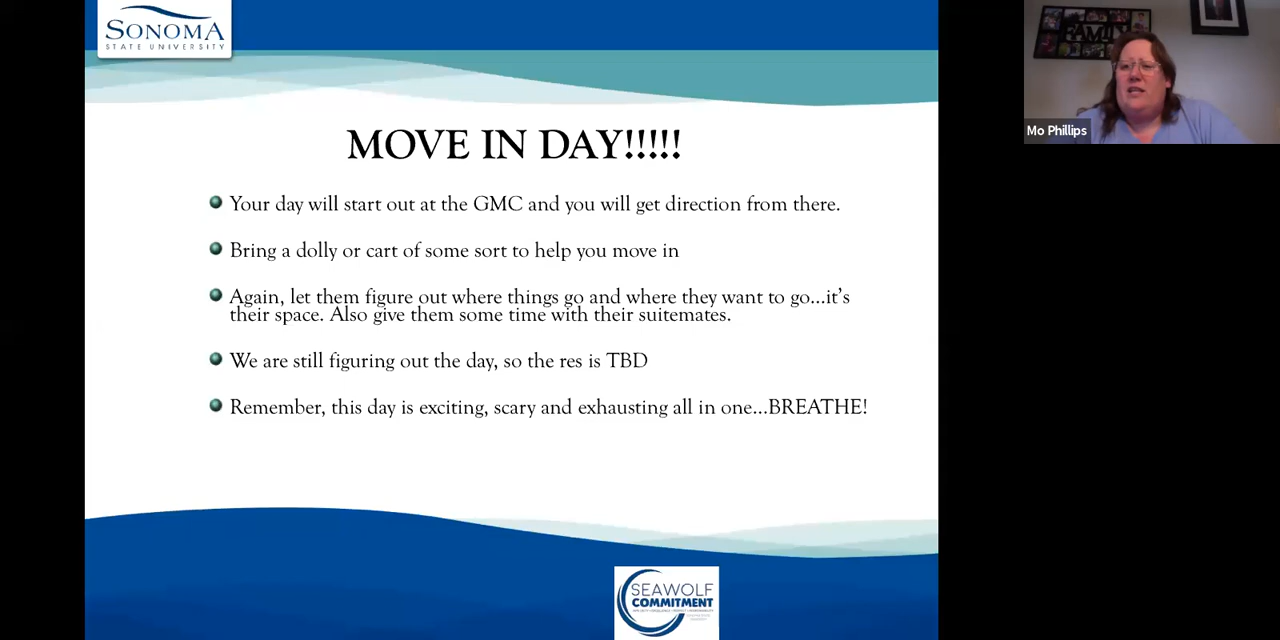 SONOMA
STATE UNIVERSITY
FAMILY
Mo Phillips
MOVE IN DAY!!!!!
Your day will start out at the GMC and you will get direction from there.
Bring a dolly or cart of some sort to help you move in
Again, let them figure out where things go and where they want to go...it's
their space. Also give them some time with their suitemates.
We are still figuring out the day, so the res is TBD
Remember, this day is exciting, scary and exhausting all in one...BREATHE!
SEAWOLF
COMMITMENT